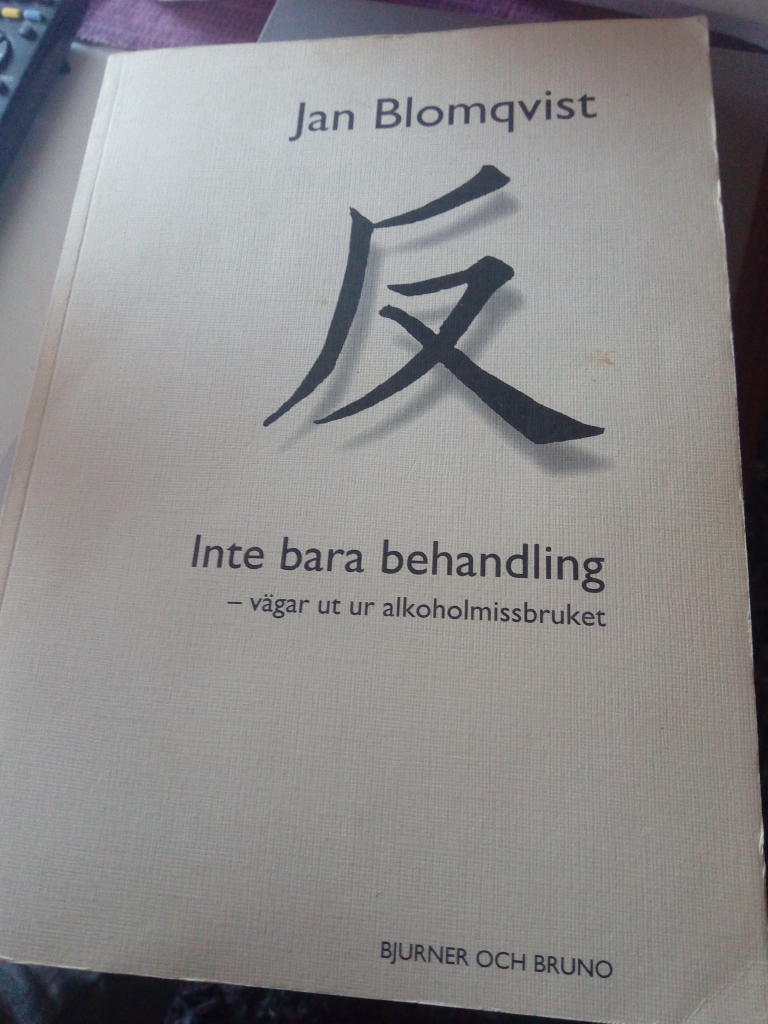 Jan Blomqvist
反
Inte bara behandling
– vägar ut ur alkoholmissbruket
BJURNER OCH BRUNO